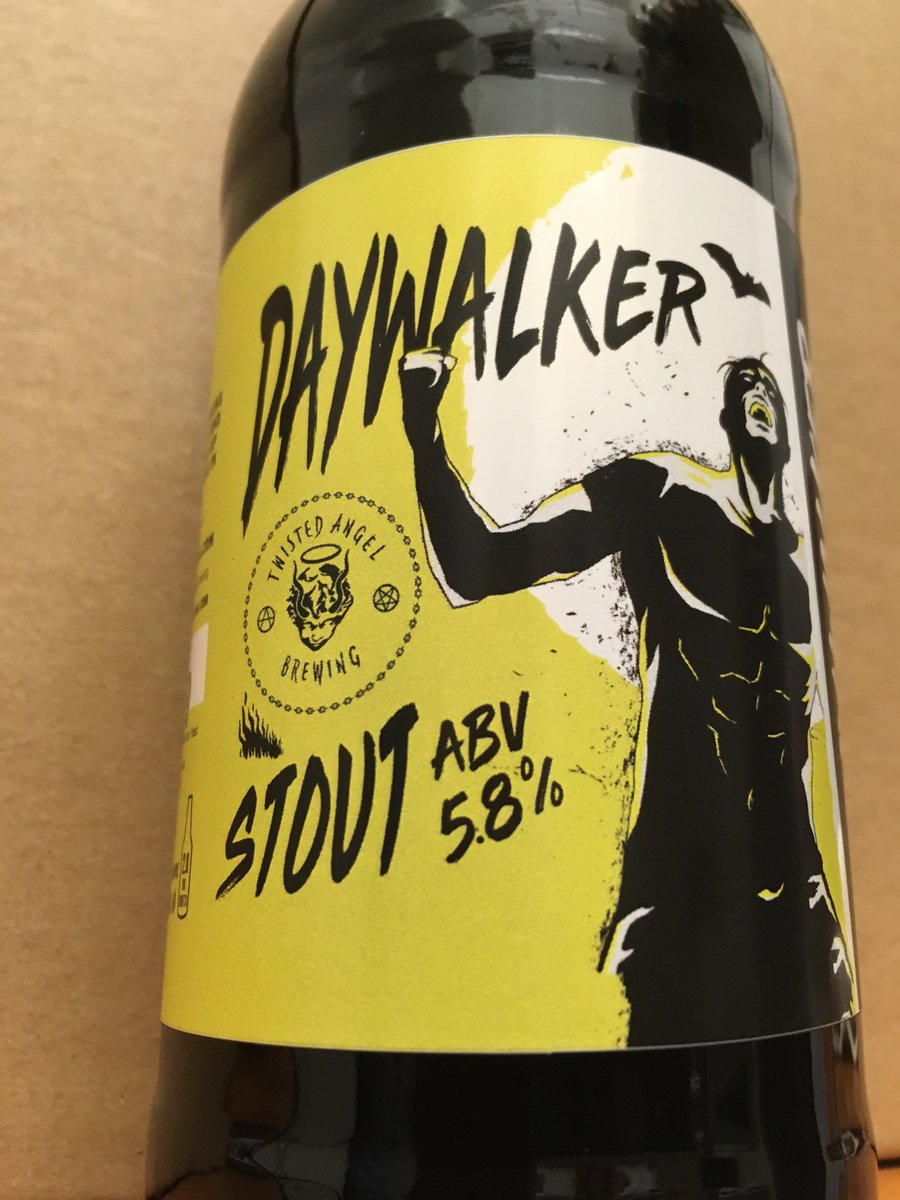 DAYWALKER
TWISTED ANGEL
BREWING
STOUT
ABV
5.8%